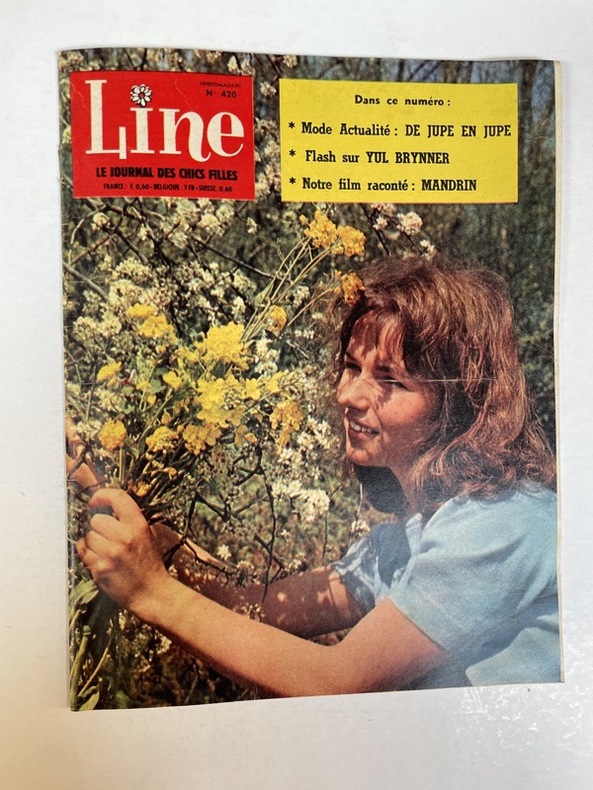 HEBDOMADAIRE
N° 420
Line
LE JOURNAL DES CHICS FILLES
FRANCE : F 0,60 - BELGIQUE : 7 FB - SUISSE : 0,60
Dans ce numéro :
* Mode Actualité : DE JUPE EN JUPE
* Flash sur YUL BRYNNER
* Notre film raconté : MANDRIN